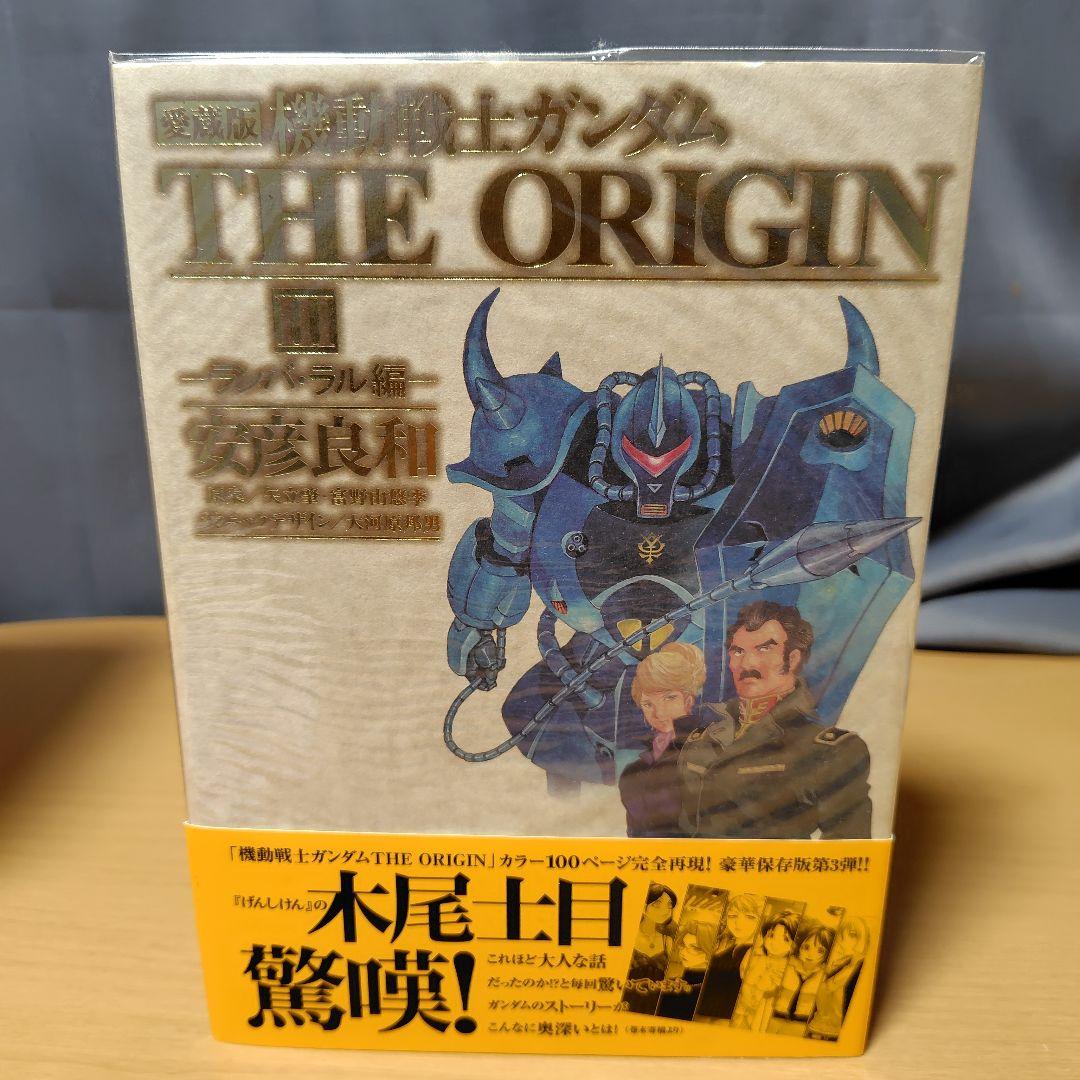 愛蔵版 機動戦士ガンダム
THE ORIGIN
III
―ランバ・ラル編―
安彦良和
原案/矢立肇・富野由悠季
メカニックデザイン/大河原邦男
「機動戦士ガンダムTHE ORIGIN」カラー100ページ完全再現! 豪華保存版第3弾!!
『げんしけん』の木尾士目
驚嘆!
これほど大人な話
だったのか!?と毎回驚いています。
ガンダムのストーリーが
こんなに奥深いとは! (巻末寄稿より)